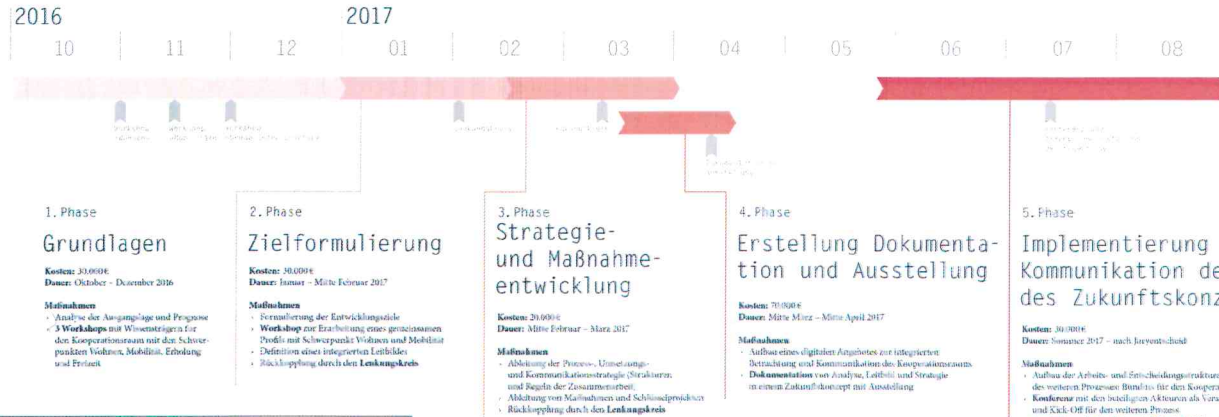 2016
2017
10
11
12
01
02
03
04
05
06
07
08
1. Phase
Grundlagen
Kosten: 30.000 €
Dauer: Oktober – Dezember 2016
Maßnahmen
· Analyse der Ausgangslage und Prognose
· 3 Workshops mit Wissensträgern für
den Kooperationsraum mit den Schwer-
punkten Wohnen, Mobilität, Erholung
und Freizeit
2. Phase
Zielformulierung
Kosten: 30.000 €
Dauer: Januar – Mitte Februar 2017
Maßnahmen
· Formulierung der Entwicklungsziele
· Workshop zur Erarbeitung eines gemeinsamen
Profils mit Schwerpunkt Wohnen und Mobilität
· Definition eines integrierten Leitbildes
· Rückkopplung durch den Lenkungskreis
3. Phase
Strategie-
und Maßnahme-
entwicklung
Kosten: 20.000 €
Dauer: Mitte Februar – März 2017
Maßnahmen
· Ableitung der Prozess-, Umsetzungs-
und Kommunikationsstrategie (Strukturen
und Regeln der Zusammenarbeit)
· Ableitung von Maßnahmen und Schlüsselprojekten
· Rückkopplung durch den Lenkungskreis
4. Phase
Erstellung Dokumenta-
tion und Ausstellung
Kosten: 70.000 €
Dauer: Mitte März – Mitte April 2017
Maßnahmen
· Aufbau eines digitalen Angebotes zur integrierten
Betrachtung und Kommunikation des Kooperationsraums
· Dokumentation von Analyse, Leitbild und Strategie
in einem Zukunftskonzept mit Ausstellung
5. Phase
Implementierung
Kommunikation de
des Zukunftskonz
Kosten: 30.000 €
Dauer: Sommer 2017 – nach Juryentscheid
Maßnahmen
· Aufbau der Arbeits- und Entscheidungsstruktur
des weiteren Prozesses: Bündnis für den Koopera
· Konferenz mit den beteiligten Akteuren als Vera
und Kick-Off für den weiteren Prozess